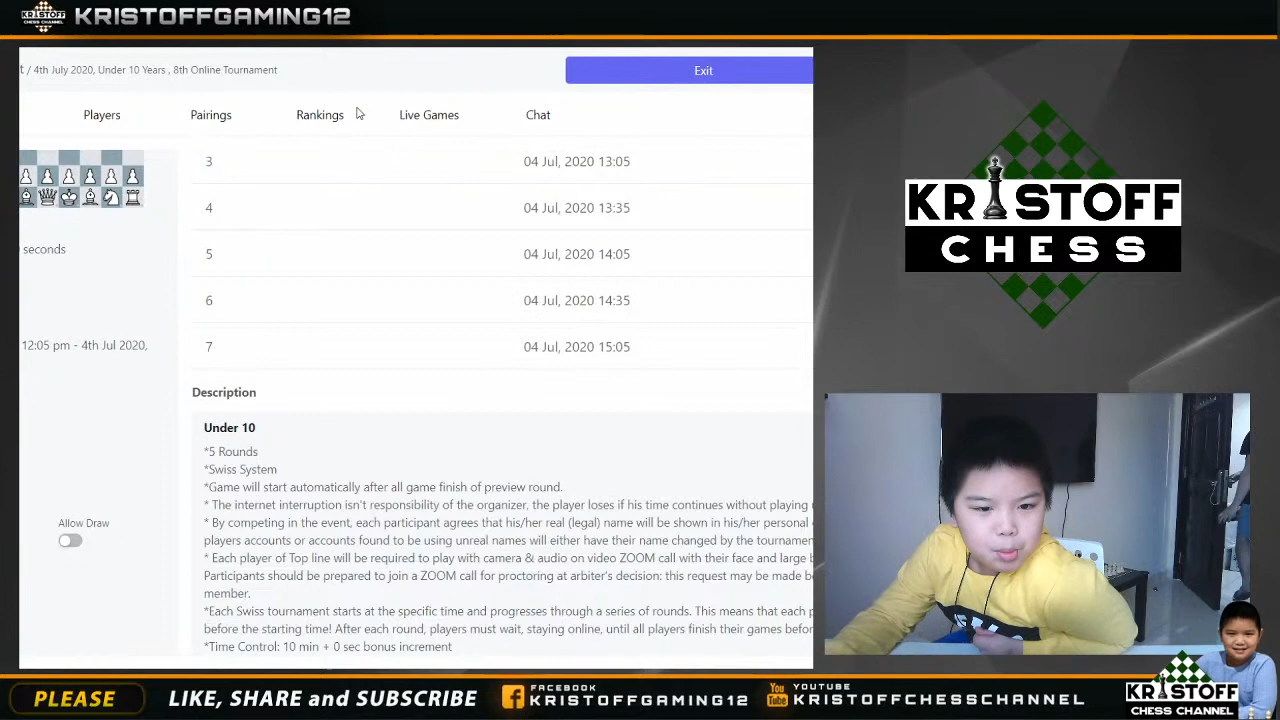 KR STOFF
CHESS CHANNEL
KRISTOFFGAMING12
t / 4th July 2020, Under 10 Years , 8th Online Tournament
Exit
Players Pairings Rankings Live Games Chat
3 04 Jul, 2020 13:05
4 04 Jul, 2020 13:35
seconds
5 04 Jul, 2020 14:05
6 04 Jul, 2020 14:35
12:05 pm - 4th Jul 2020,
7 04 Jul, 2020 15:05
Description
Under 10
*5 Rounds
*Swiss System
*Game will start automatically after all game finish of preview round.
* The internet interruption isn't responsibility of the organizer, the player loses if his time continues without playing
* By competing in the event, each participant agrees that his/her real (legal) name will be shown in his/her personal
players accounts or accounts found to be using unreal names will either have their name changed by the tournamen
* Each player of Top line will be required to play with camera & audio on video ZOOM call with their face and large b
Participants should be prepared to join a ZOOM call for proctoring at arbiter's decision: this request may be made b
member.
*Each Swiss tournament starts at the specific time and progresses through a series of rounds. This means that each p
before the starting time! After each round, players must wait, staying online, until all players finish their games befor
*Time Control: 10 min + 0 sec bonus increment
Allow Draw
KR STOFF
CHESS
PLEASE LIKE, SHARE and SUBSCRIBE
FACEBOOK
KRISTOFFGAMING12
You Tube
YOUTUBE
KRISTOFFCHESSCHANNEL
KR STOFF
CHESS CHANNEL